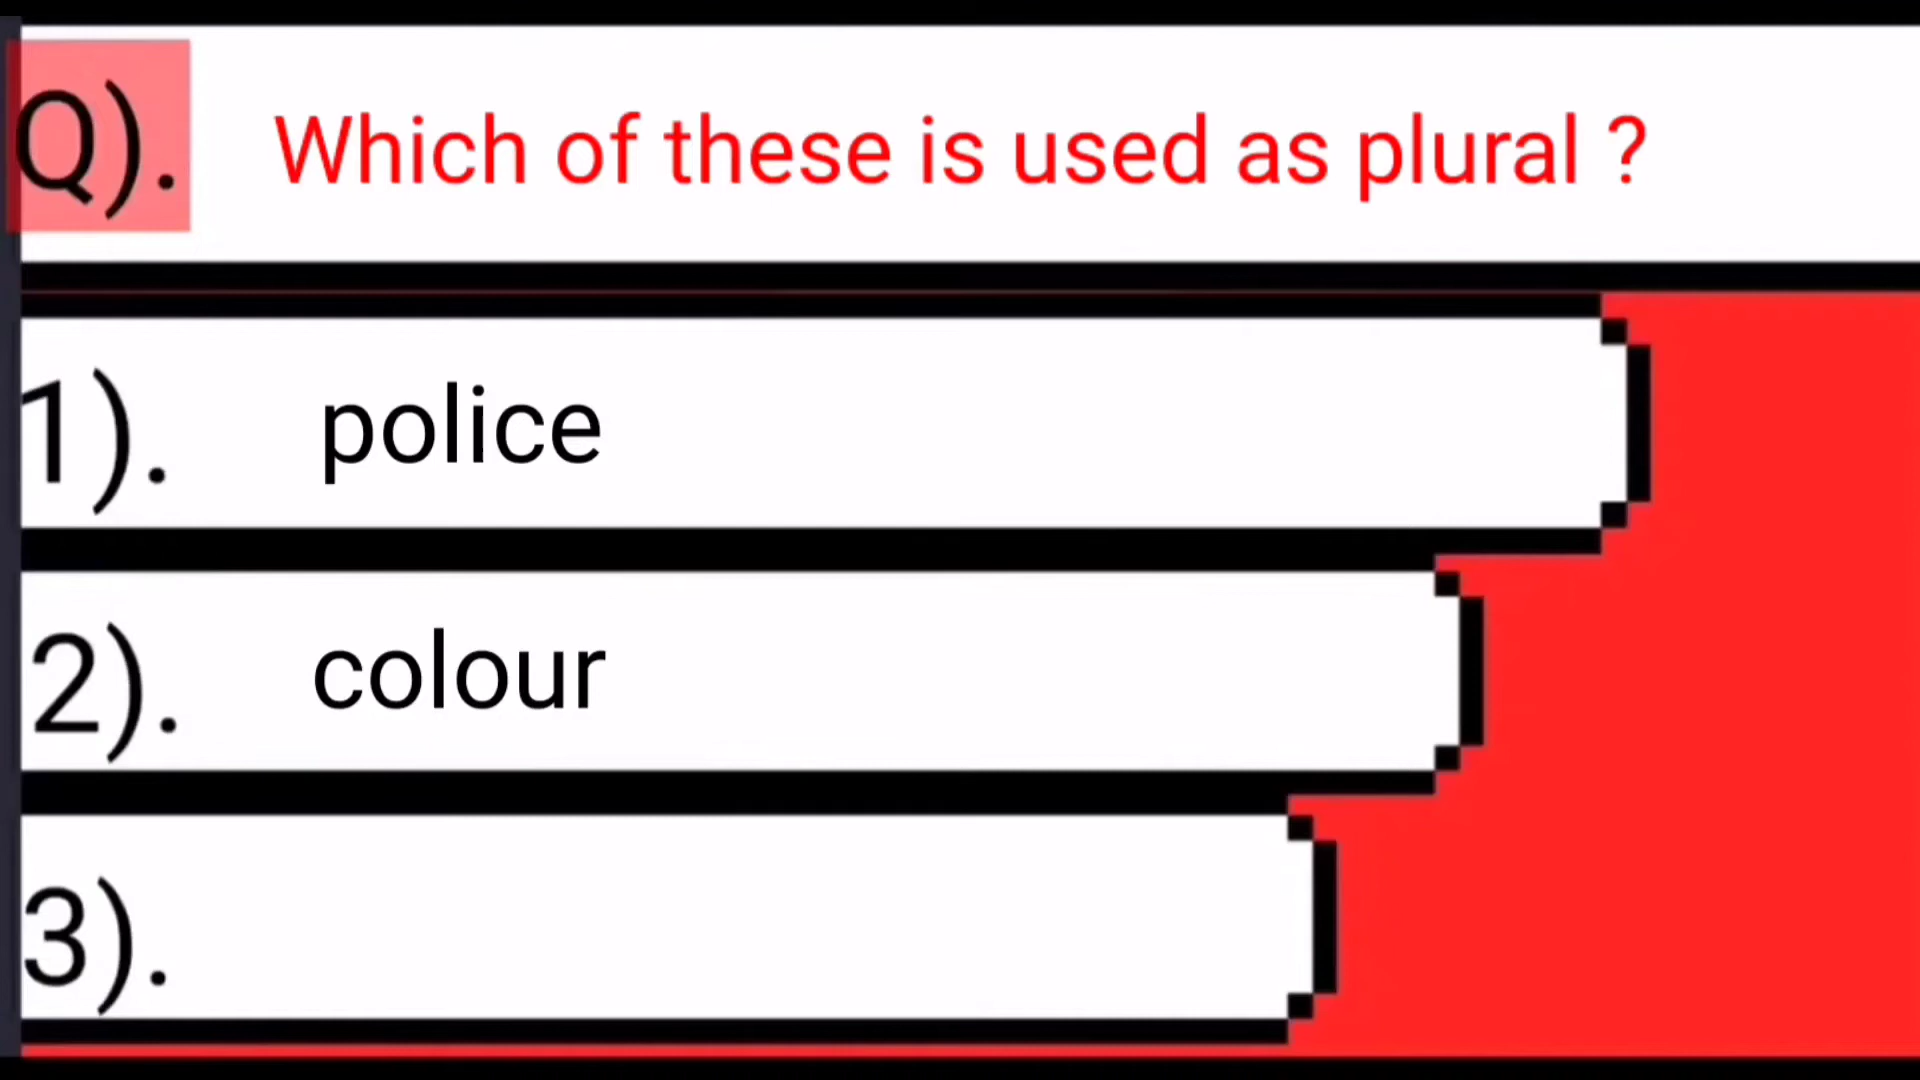 Q). Which of these is used as plural ?
1). police
2). colour
3).